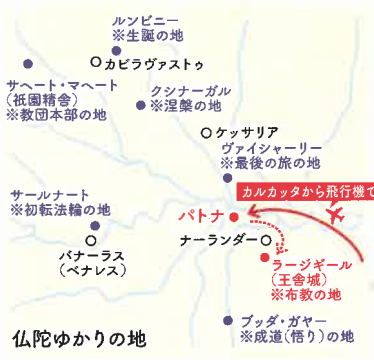 ルンビニー
※生誕の地
カピラヴァストゥ
サヘート・マヘート
(祇園精舎)
※教団本部の地
クシナーガル
※涅槃の地
ケッサリア
ヴァイシャーリー
※最後の旅の地
カルカッタから飛行機で
サールナート
※初転法輪の地
パトナ
ナーランダー
バナーラス
(ベナレス)
ラージギール
(王舎城)
※布教の地
ブッダ・ガヤー
※成道(悟り)の地
仏陀ゆかりの地